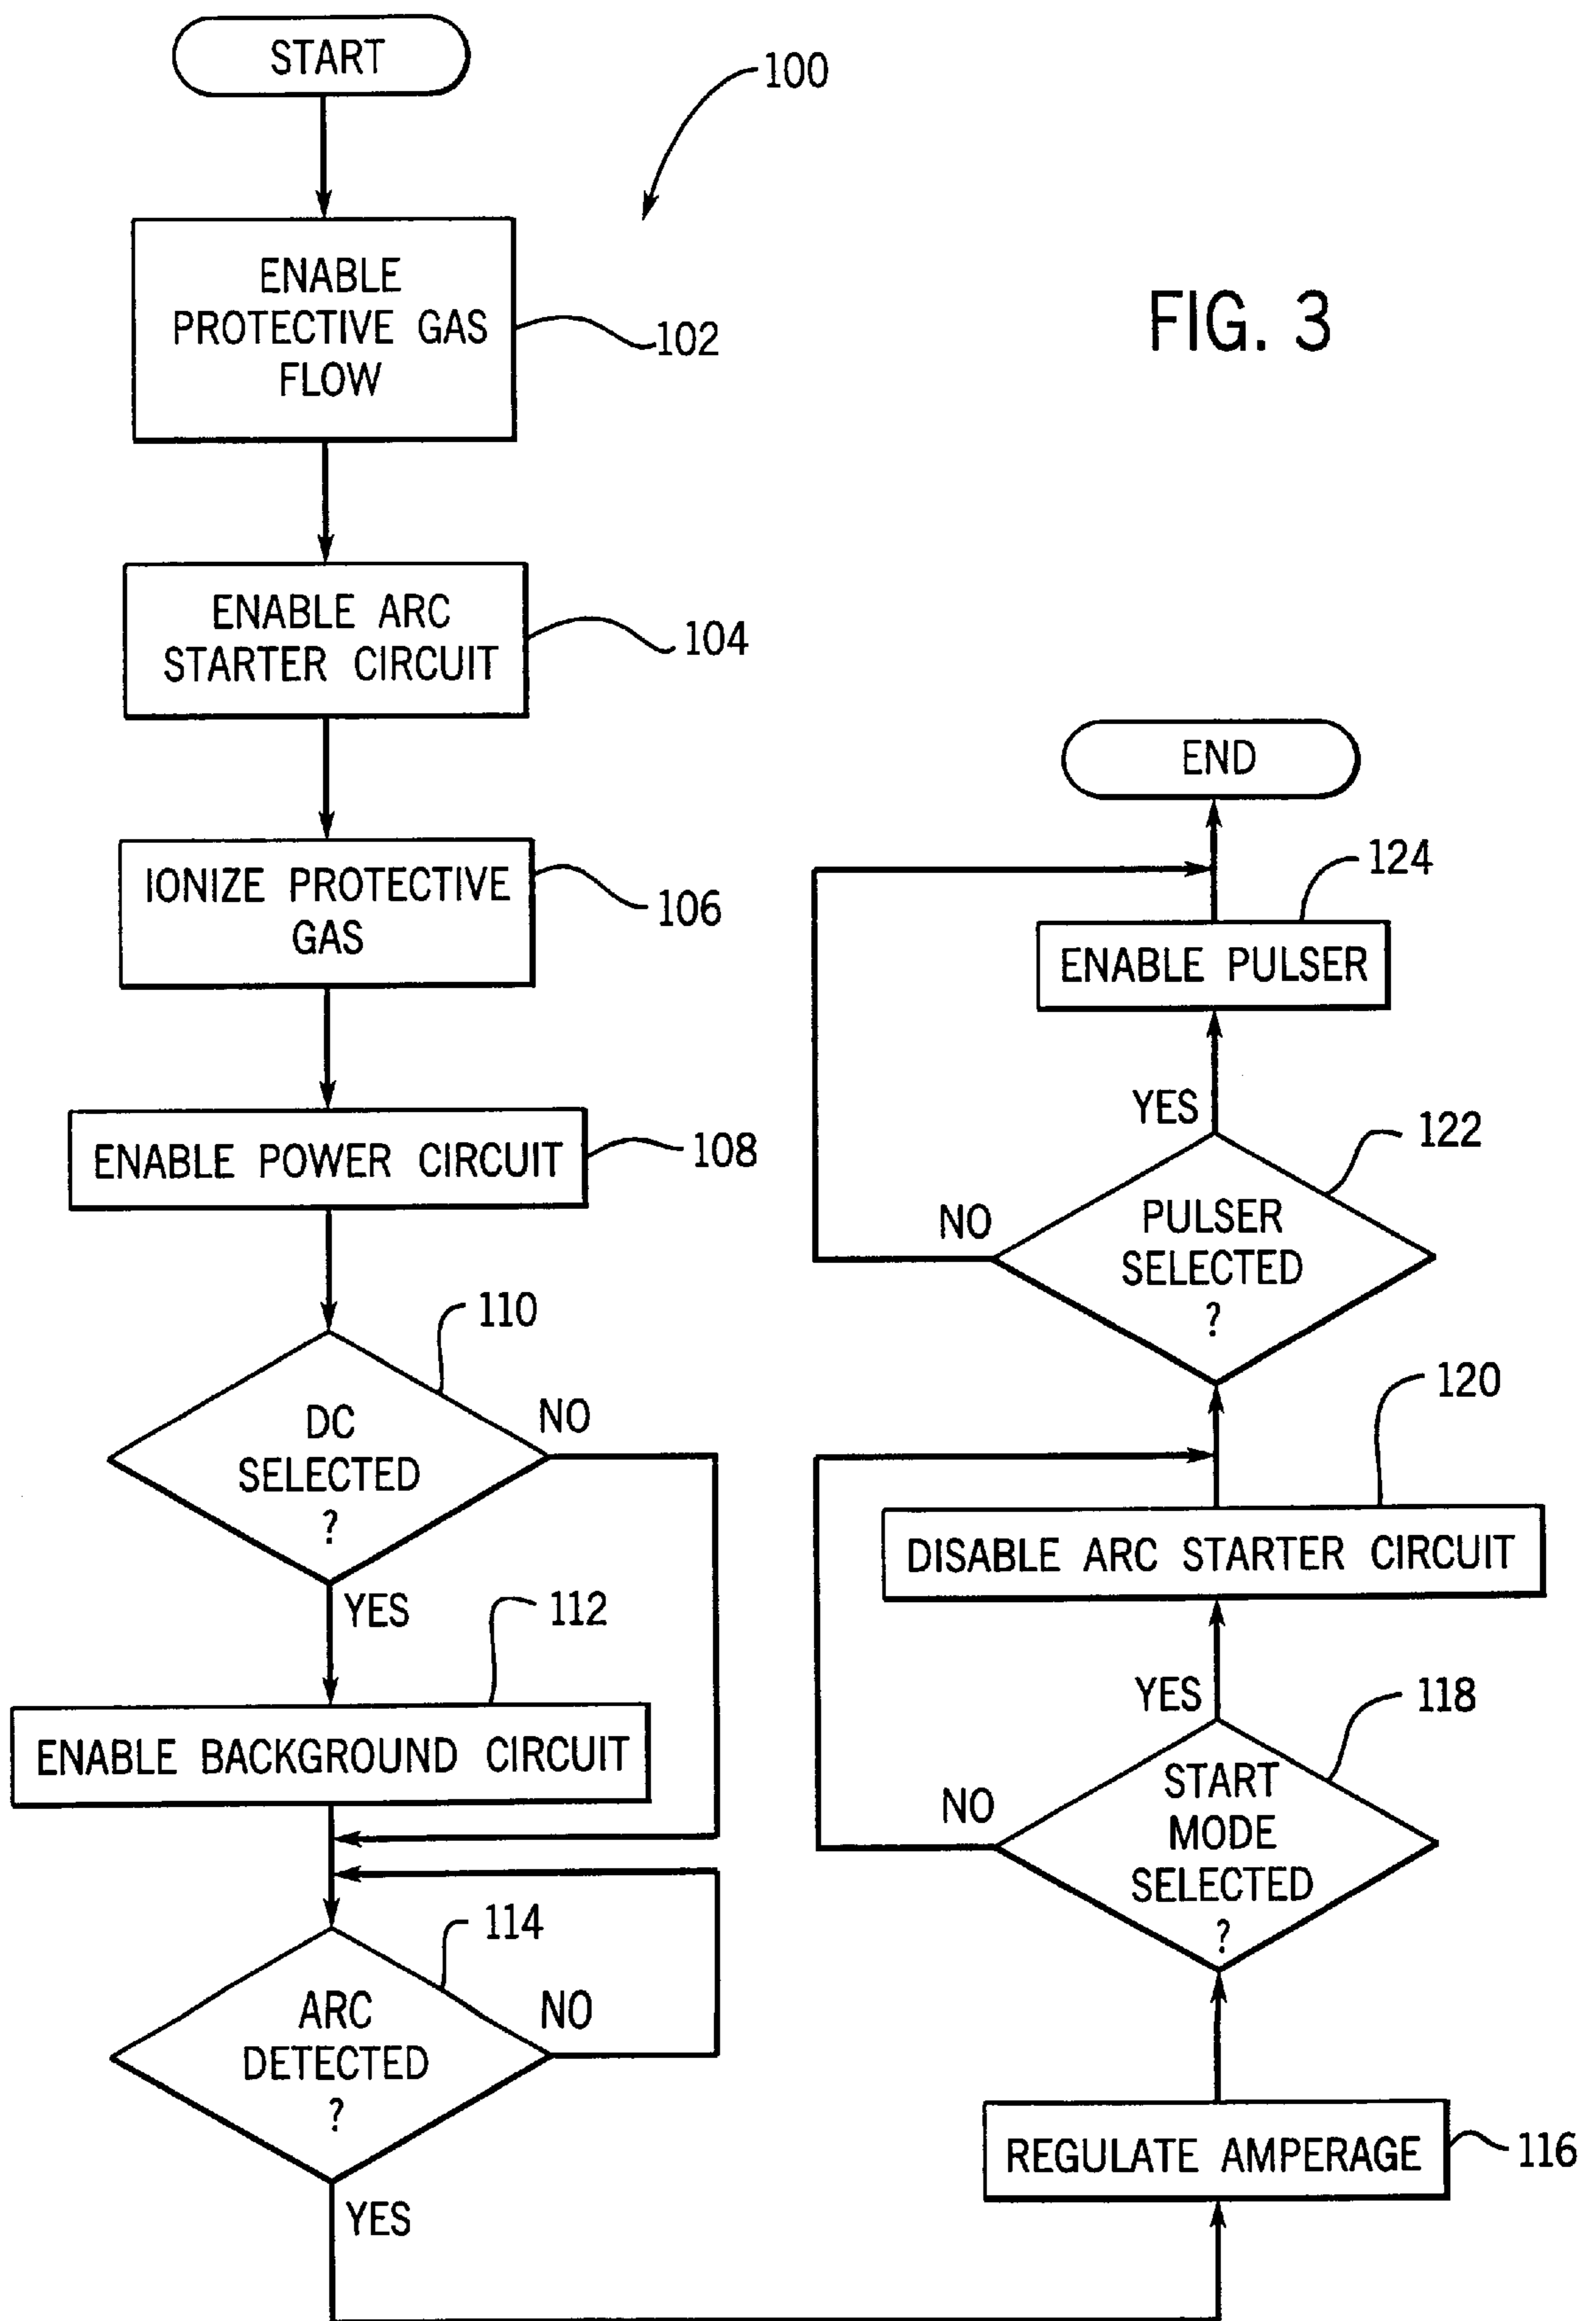 START
100
ENABLE
PROTECTIVE GAS
FLOW
102
FIG. 3
ENABLE ARC
STARTER CIRCUIT
104
IONIZE PROTECTIVE
GAS
106
ENABLE POWER CIRCUIT
108
DC
SELECTED
?
110
NO
YES
ENABLE BACKGROUND CIRCUIT
112
ARC
DETECTED
?
114
NO
YES
REGULATE AMPERAGE
116
START
MODE
SELECTED
?
118
NO
YES
DISABLE ARC STARTER CIRCUIT
120
PULSER
SELECTED
?
122
NO
YES
ENABLE PULSER
124
END